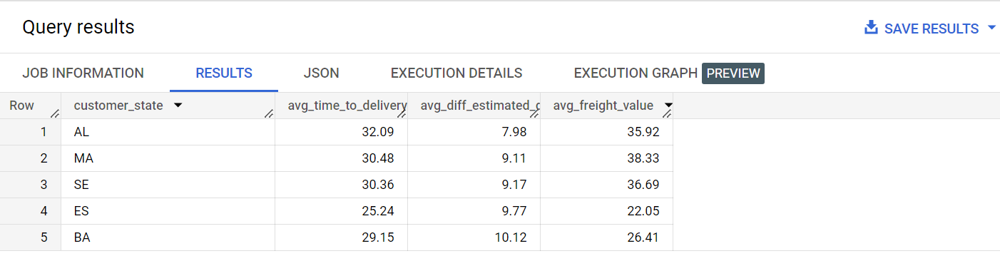 Query results
SAVE RESULTS
JOB INFORMATION RESULTS JSON EXECUTION DETAILS EXECUTION GRAPH PREVIEW
Row customer_state avg_time_to_delivery avg_diff_estimated_d avg_freight_value
1 AL 32.09 7.98 35.92
2 MA 30.48 9.11 38.33
3 SE 30.36 9.17 36.69
4 ES 25.24 9.77 22.05
5 BA 29.15 10.12 26.41